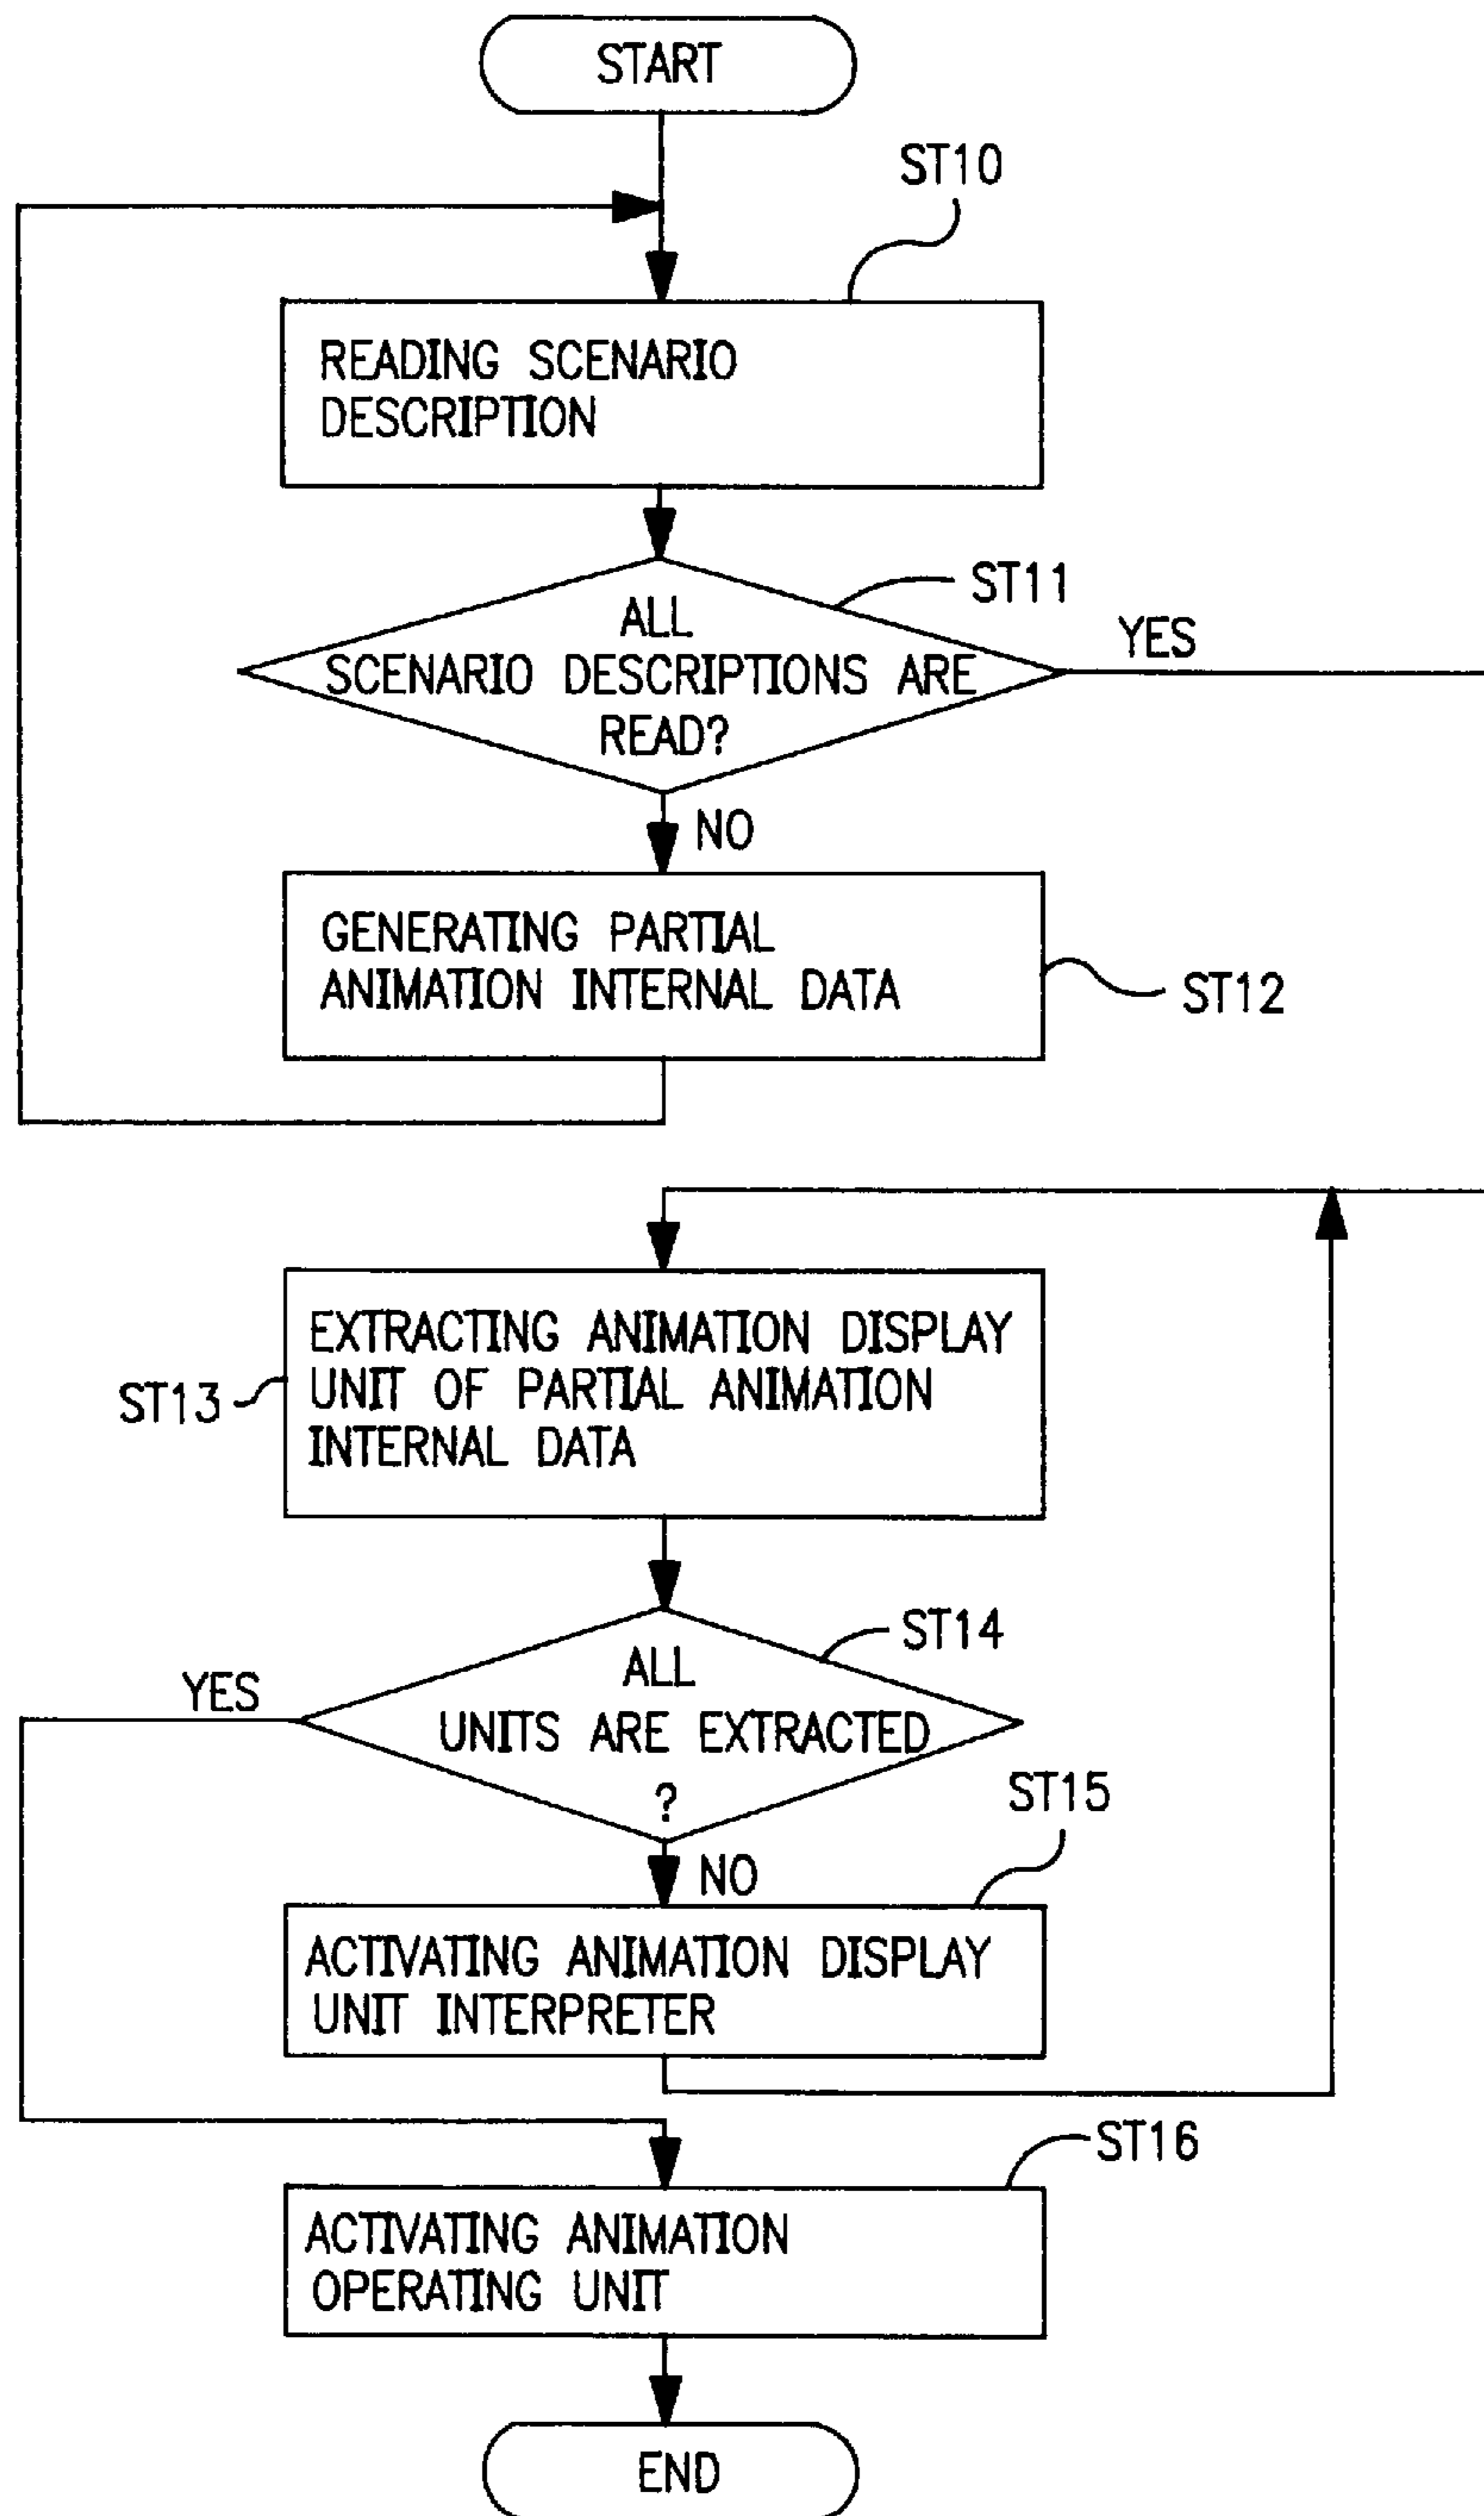 START
ST10
READING SCENARIO
DESCRIPTION
ST11
ALL
SCENARIO DESCRIPTIONS ARE
READ?
YES
NO
GENERATING PARTIAL
ANIMATION INTERNAL DATA
ST12
EXTRACTING ANIMATION DISPLAY
UNIT OF PARTIAL ANIMATION
INTERNAL DATA
ST13
ST14
ALL
UNITS ARE EXTRACTED
?
YES
NO
ST15
ACTIVATING ANIMATION DISPLAY
UNIT INTERPRETER
ST16
ACTIVATING ANIMATION
OPERATING UNIT
END